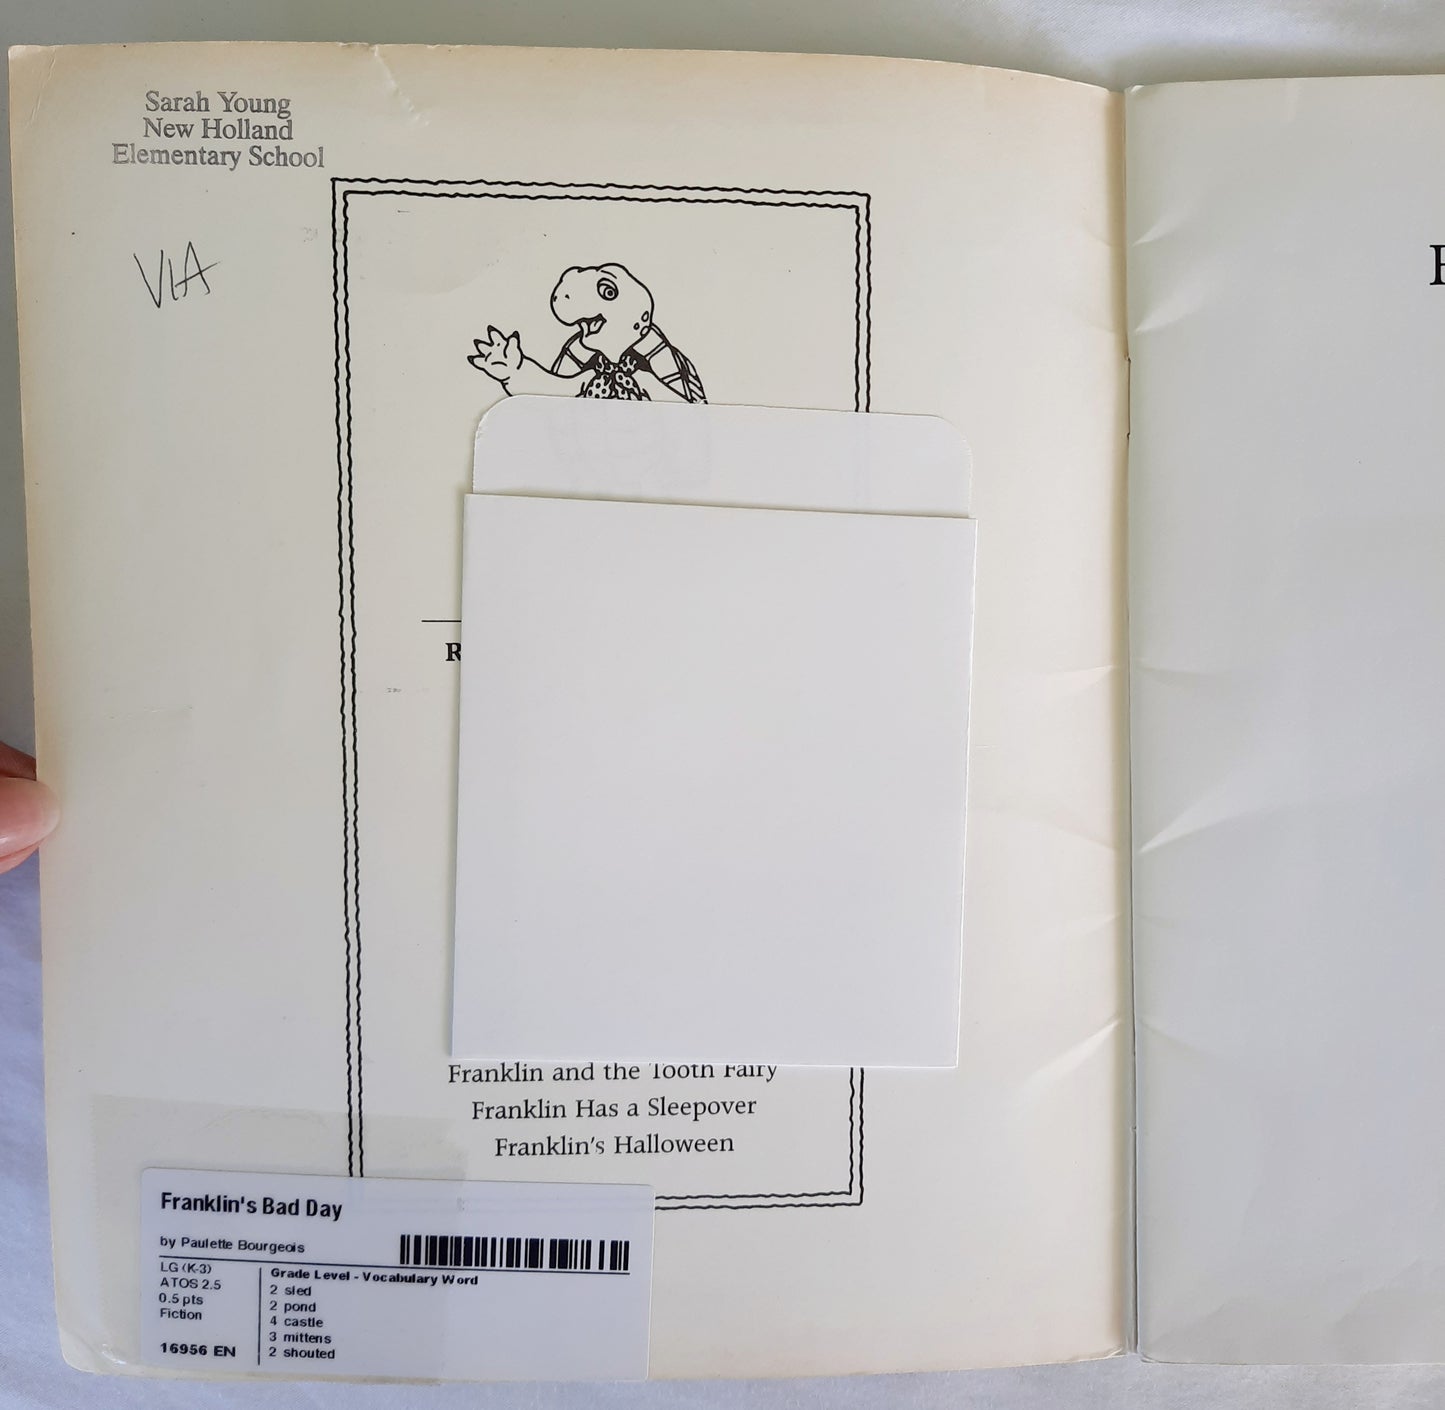 Sarah Young
New Holland
Elementary School
VIA
Franklin and the Tooth Fairy
Franklin Has a Sleepover
Franklin's Halloween
Franklin's Bad Day
by Paulette Bourgeois
LG (K-3)
ATOS 2.5
0.5 pts
Fiction
16956 EN
Grade Level - Vocabulary Word
2 sled
2 pond
4 castle
3 mittens
2 shouted